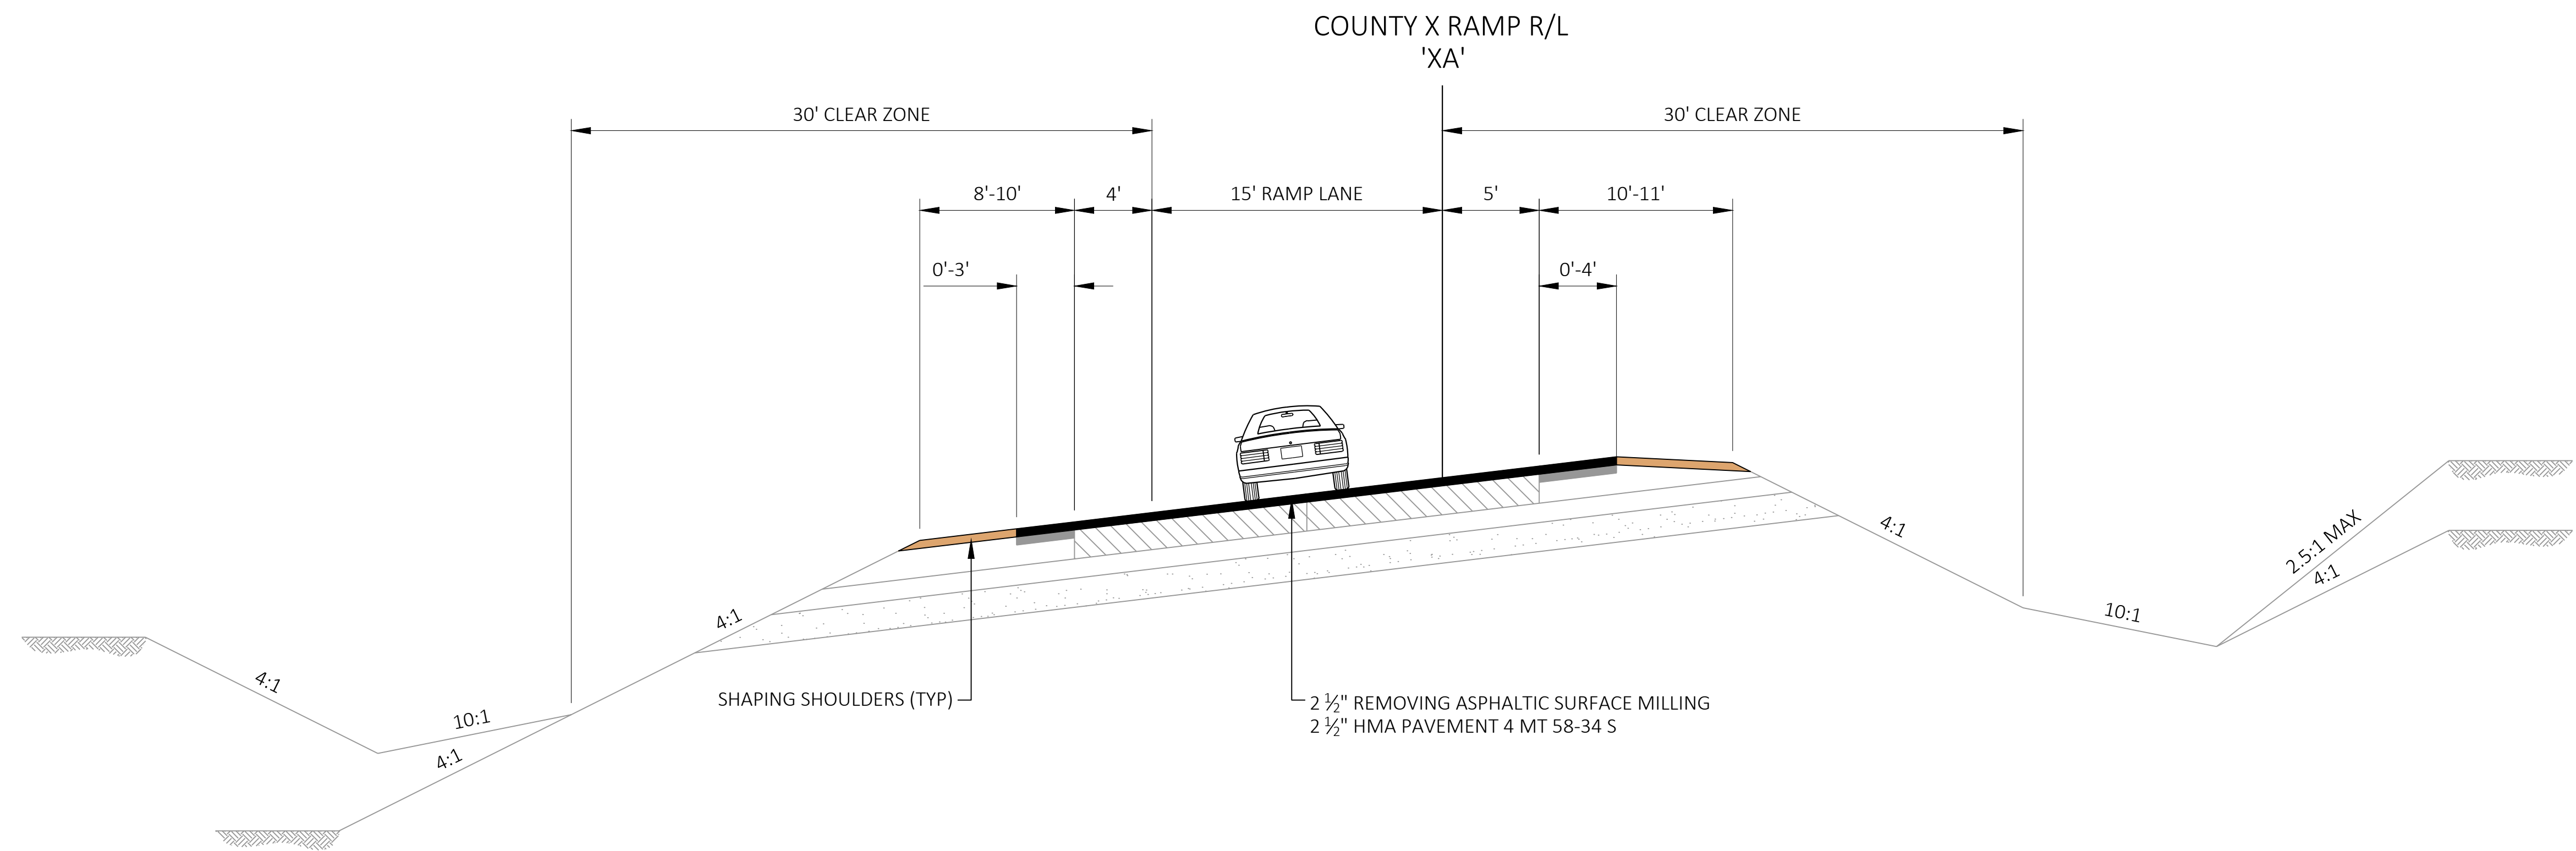 COUNTY X RAMP R/L
'XA'
30' CLEAR ZONE
30' CLEAR ZONE
8'-10'
4'
15' RAMP LANE
5'
10'-11'
0'-3'
0'-4'
4:1
10:1
2.5:1 MAX
4:1
4:1
4:1
10:1
4:1
SHAPING SHOULDERS (TYP)
2 ½" REMOVING ASPHALTIC SURFACE MILLING
2 ½" HMA PAVEMENT 4 MT 58-34 S